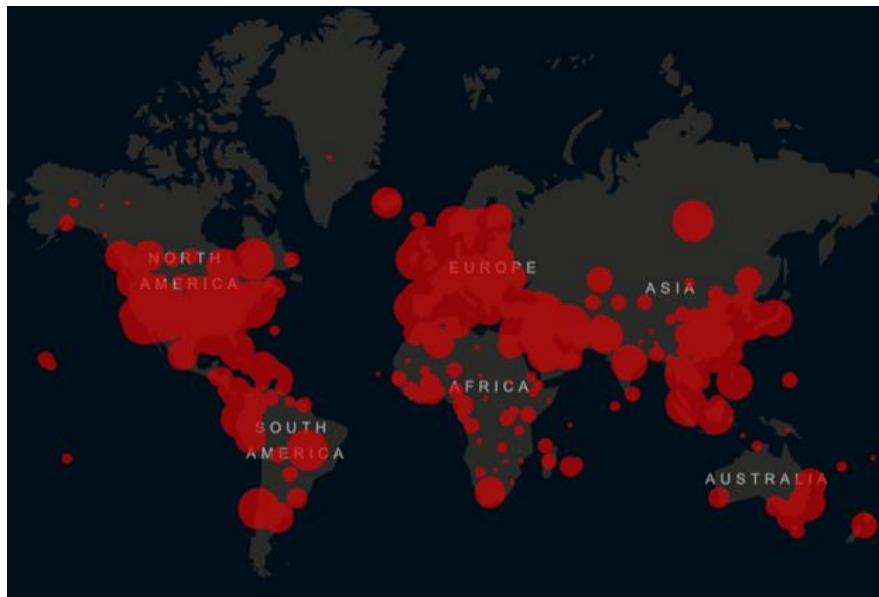 NORTH
AMERICA
EUROPE
ASIA
AFRICA
SOUTH
AMERICA
AUSTRALIA